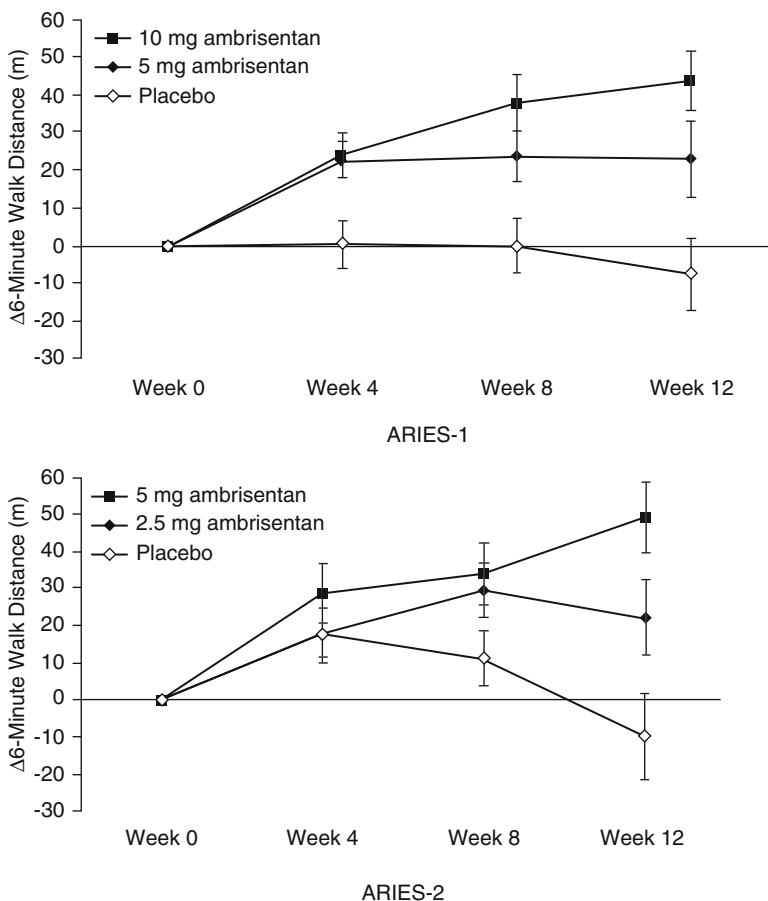 60
50
40
30
20
10
0
-10
-20
-30
Δ6-Minute Walk Distance (m)
10 mg ambrisentan
5 mg ambrisentan
Placebo
Week 0 Week 4 Week 8 Week 12
ARIES-1
60
50
40
30
20
10
0
-10
-20
-30
Δ6-Minute Walk Distance (m)
5 mg ambrisentan
2.5 mg ambrisentan
Placebo
Week 0 Week 4 Week 8 Week 12
ARIES-2